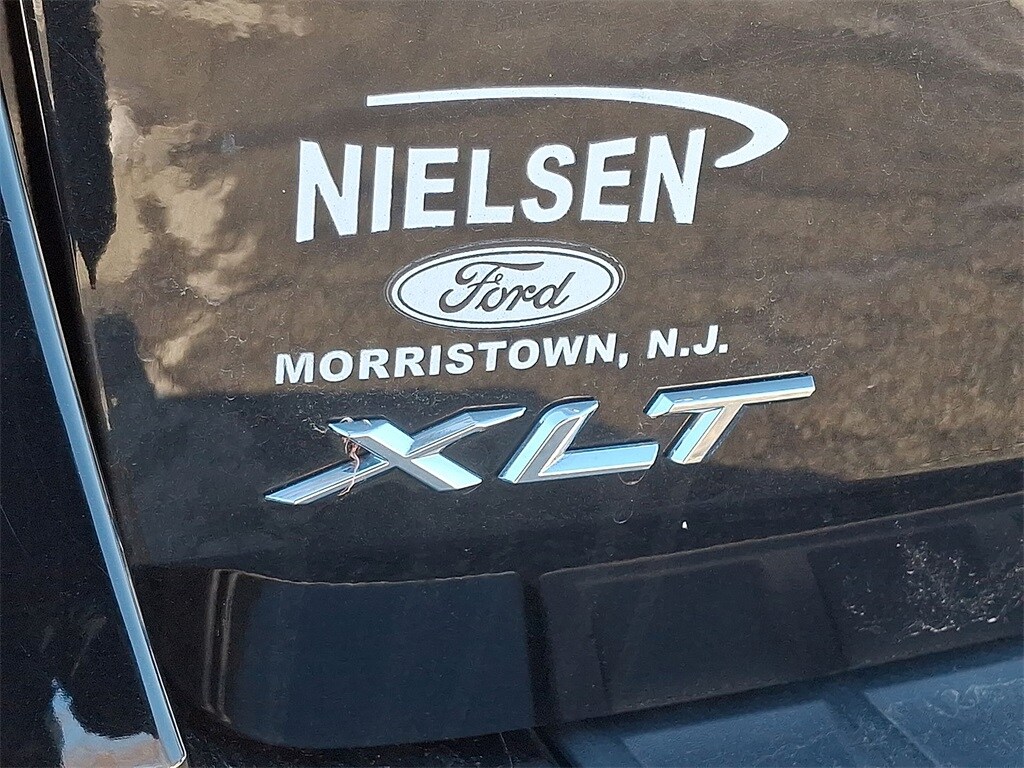 NIELSEN
Ford
MORRISTOWN, N.J.
XLT